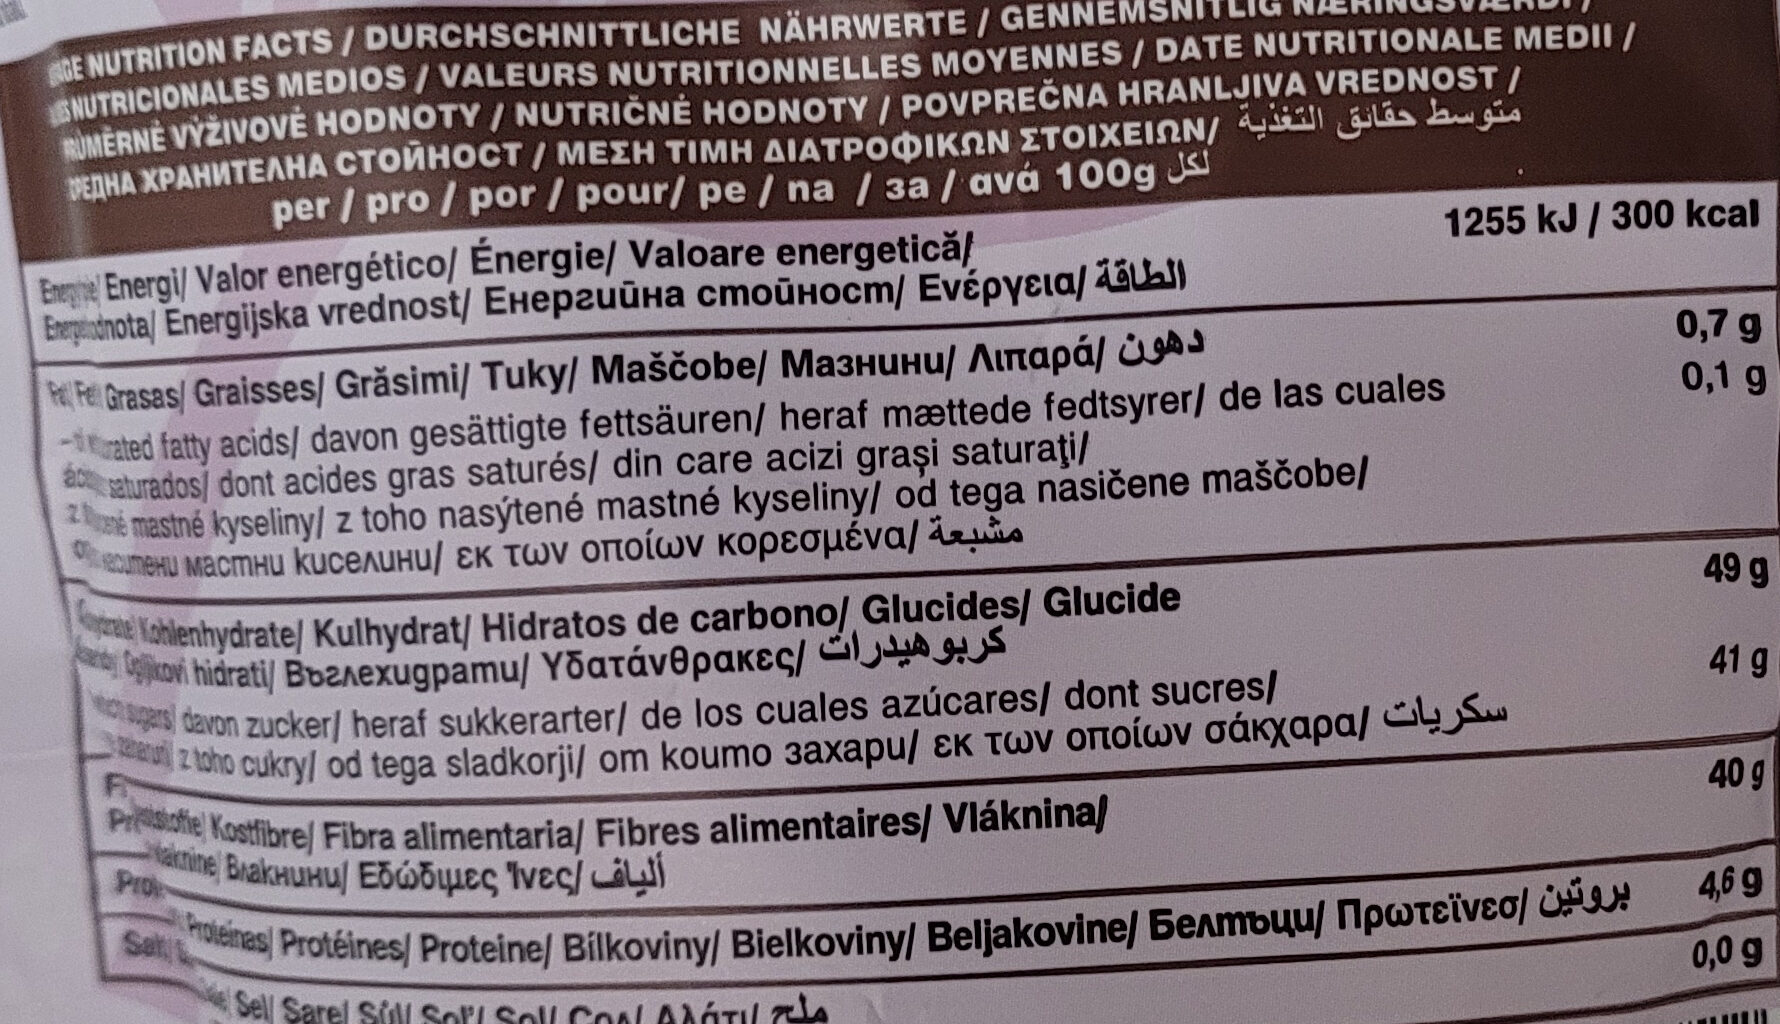 NUTRITION FACTS / DURCHSCHNITTLICHE NÄHRWERTE / GENNEMSNITLIG
NUTRICIONALES MEDIOS / VALEURS NUTRITIONNELLES MOYENNES / DATE NUTRITIONALE MEDII /
VÝŽIVOVÉ HODNOTY / NUTRIČNÉ HODNOTY / POVPREČNA HRANLJIVA VREDNOST /
ХРАНИТЕЛНА СТОЙНОСТ / ΜΕΣΗ ΤΙΜΗ ΔΙΑΤΡΟΦΙΚΩΝ ΣΤΟΙΧΕΙΩΝ/ متوسط حقائق التغذية
per / pro / por / pour/ pe / na / за / ανά 100g لكل
1255 kJ / 300 kcal
Energi/ Valor energético/ Énergie/ Valoare energetică/
Energijska vrednost/ Енергийна стойност/ Ενέργεια/ الطاقة
0,7 g
Grasas/ Graisses/ Grăsimi/ Tuky/ Maščobe/ Мазнини/ Λιπαρά/ دهون
0,1 g
fatty acids/ davon gesättigte fettsäuren/ heraf mættede fedtsyrer/ de las cuales
saturados/ dont acides gras saturés/ din care acizi grași saturaţi/
mastné kyseliny/ z toho nasýtené mastné kyseliny/ od tega nasičene maščobe/
мастни киселини/ εκ των οποίων κορεσμένα/ مشبعة
49 g
Kohlenhydrate/ Kulhydrat/ Hidratos de carbono/ Glucides/ Glucide
hidrati/ Въглехидрати/ Υδατάνθρακες/ كربوهيدرات
41 g
davon zucker/ heraf sukkerarter/ de los cuales azúcares/ dont sucres/
z toho cukry/ od tega sladkorji/ от които захари/ εκ των οποίων σάκχαρα/ سكريات
40 g
Kostfibre/ Fibra alimentaria/ Fibres alimentaires/ Vláknina/
Влакнини/ Εδώδιμες Ίνες/ ألياف
4,6 g
Proteínas/ Protéines/ Proteine/ Bílkoviny/ Bielkoviny/ Beljakovine/ Белтъци/ Πρωτεϊνεσ/ بروتين
0,0 g
Sel/ Sare/ Sůl/ Soľ/ Sol/ Сол/ Αλάτι/ ملح